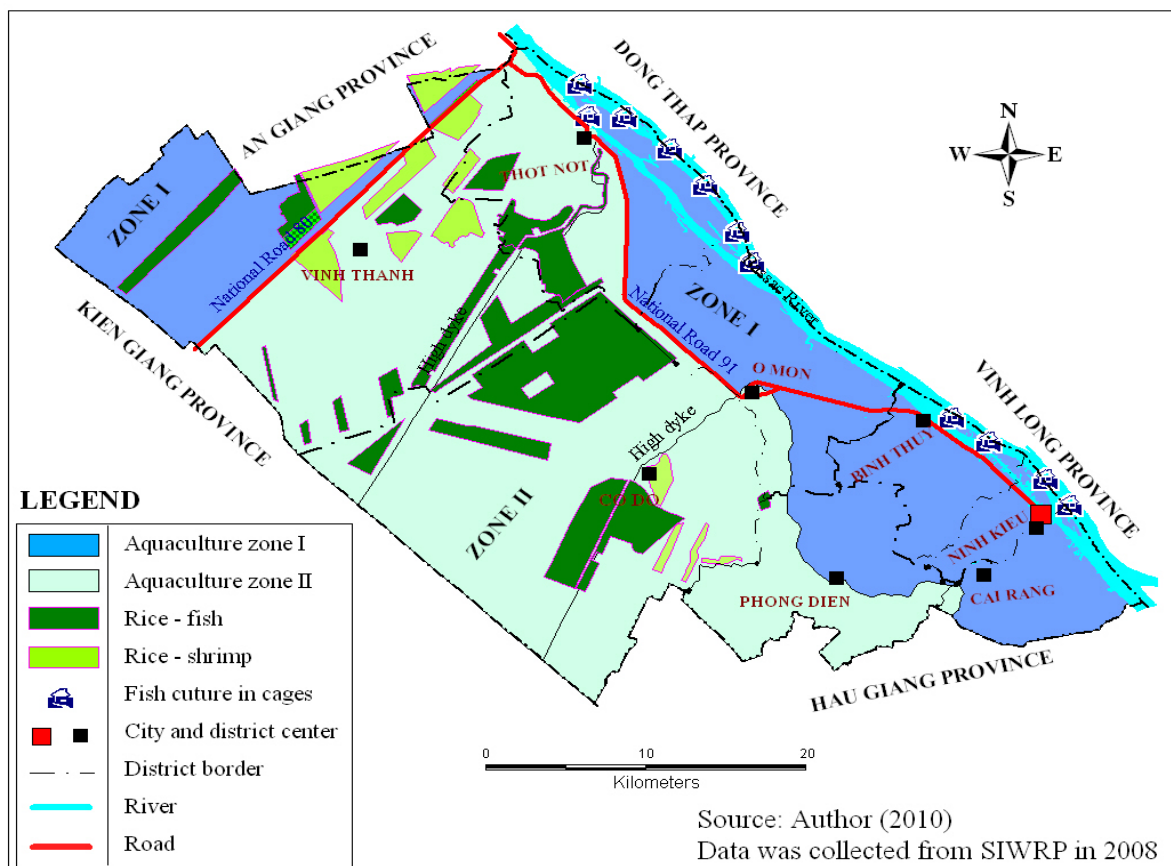 AN GIANG PROVINCE
DONG THAP PROVINCE
N
W
E
S
THOT NOT
ZONE I
National Road 80
VINH THANH
KIEN GIANG PROVINCE
High dyke
ZONE I
National Road 91
River
O MON
VINH LONG PROVINCE
High dyke
BINH THUY
CO DO
ZONE II
NINH KIEU
PHONG DIEN
CAI RANG
HAU GIANG PROVINCE
LEGEND
Aquaculture zone I
Aquaculture zone II
Rice - fish
Rice - shrimp
Fish cuture in cages
City and district center
District border
River
Road
0 10 20
Kilometers
Source: Author (2010)
Data was collected from SIWRP in 2008